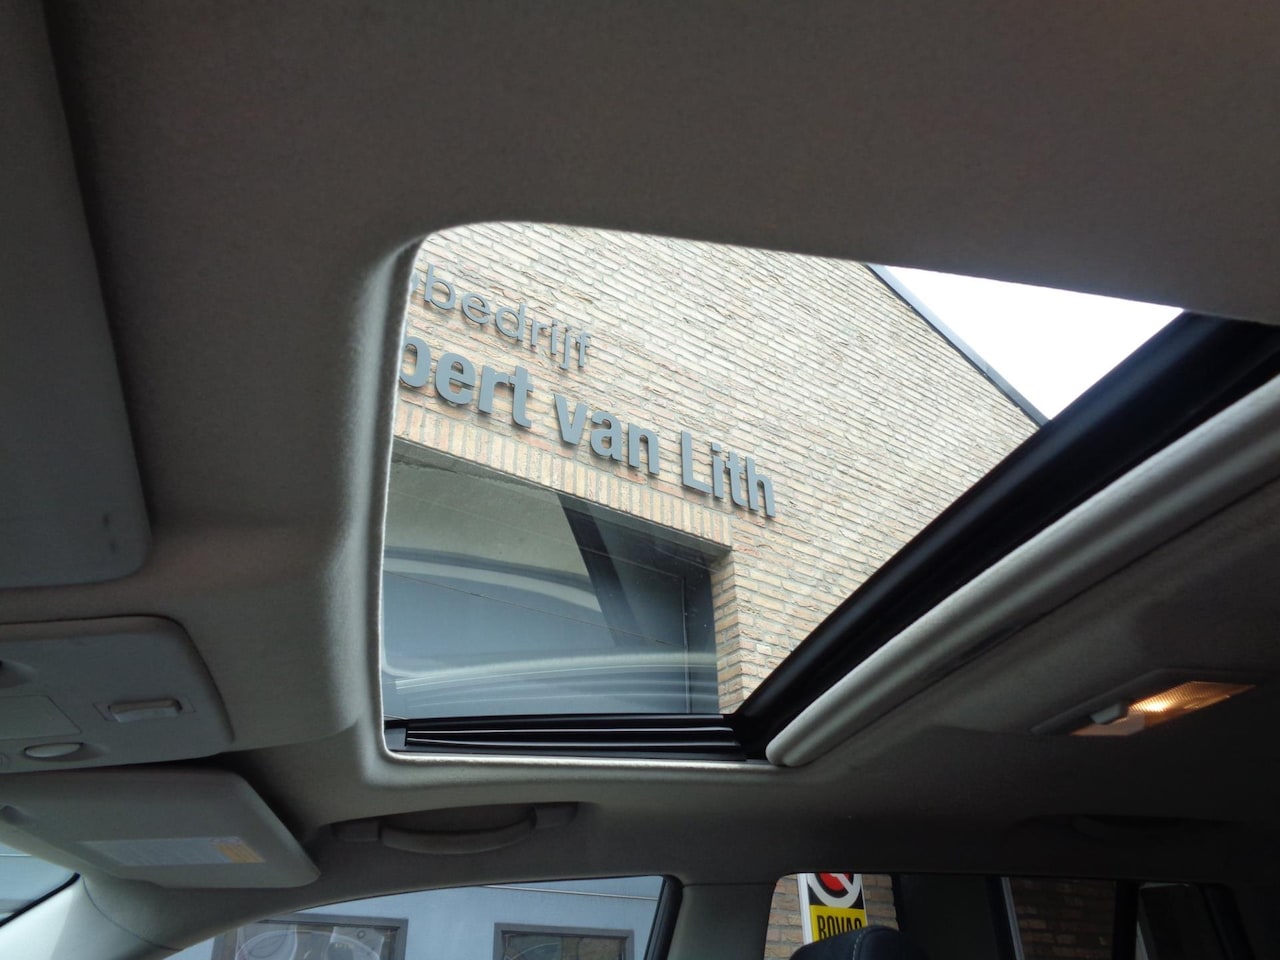 bedrijf
bert van Lith
BOVAG